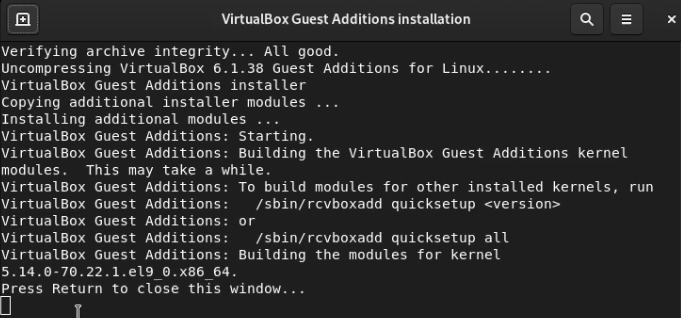 VirtualBox Guest Additions installation
Verifying archive integrity... All good.
Uncompressing VirtualBox 6.1.38 Guest Additions for Linux........
VirtualBox Guest Additions installer
Copying additional installer modules ...
Installing additional modules ...
VirtualBox Guest Additions: Starting.
VirtualBox Guest Additions: Building the VirtualBox Guest Additions kernel
modules.  This may take a while.
VirtualBox Guest Additions: To build modules for other installed kernels, run
VirtualBox Guest Additions:   /sbin/rcvboxadd quicksetup <version>
VirtualBox Guest Additions: or
VirtualBox Guest Additions:   /sbin/rcvboxadd quicksetup all
VirtualBox Guest Additions: Building the modules for kernel
5.14.0-70.22.1.el9_0.x86_64.
Press Return to close this window...